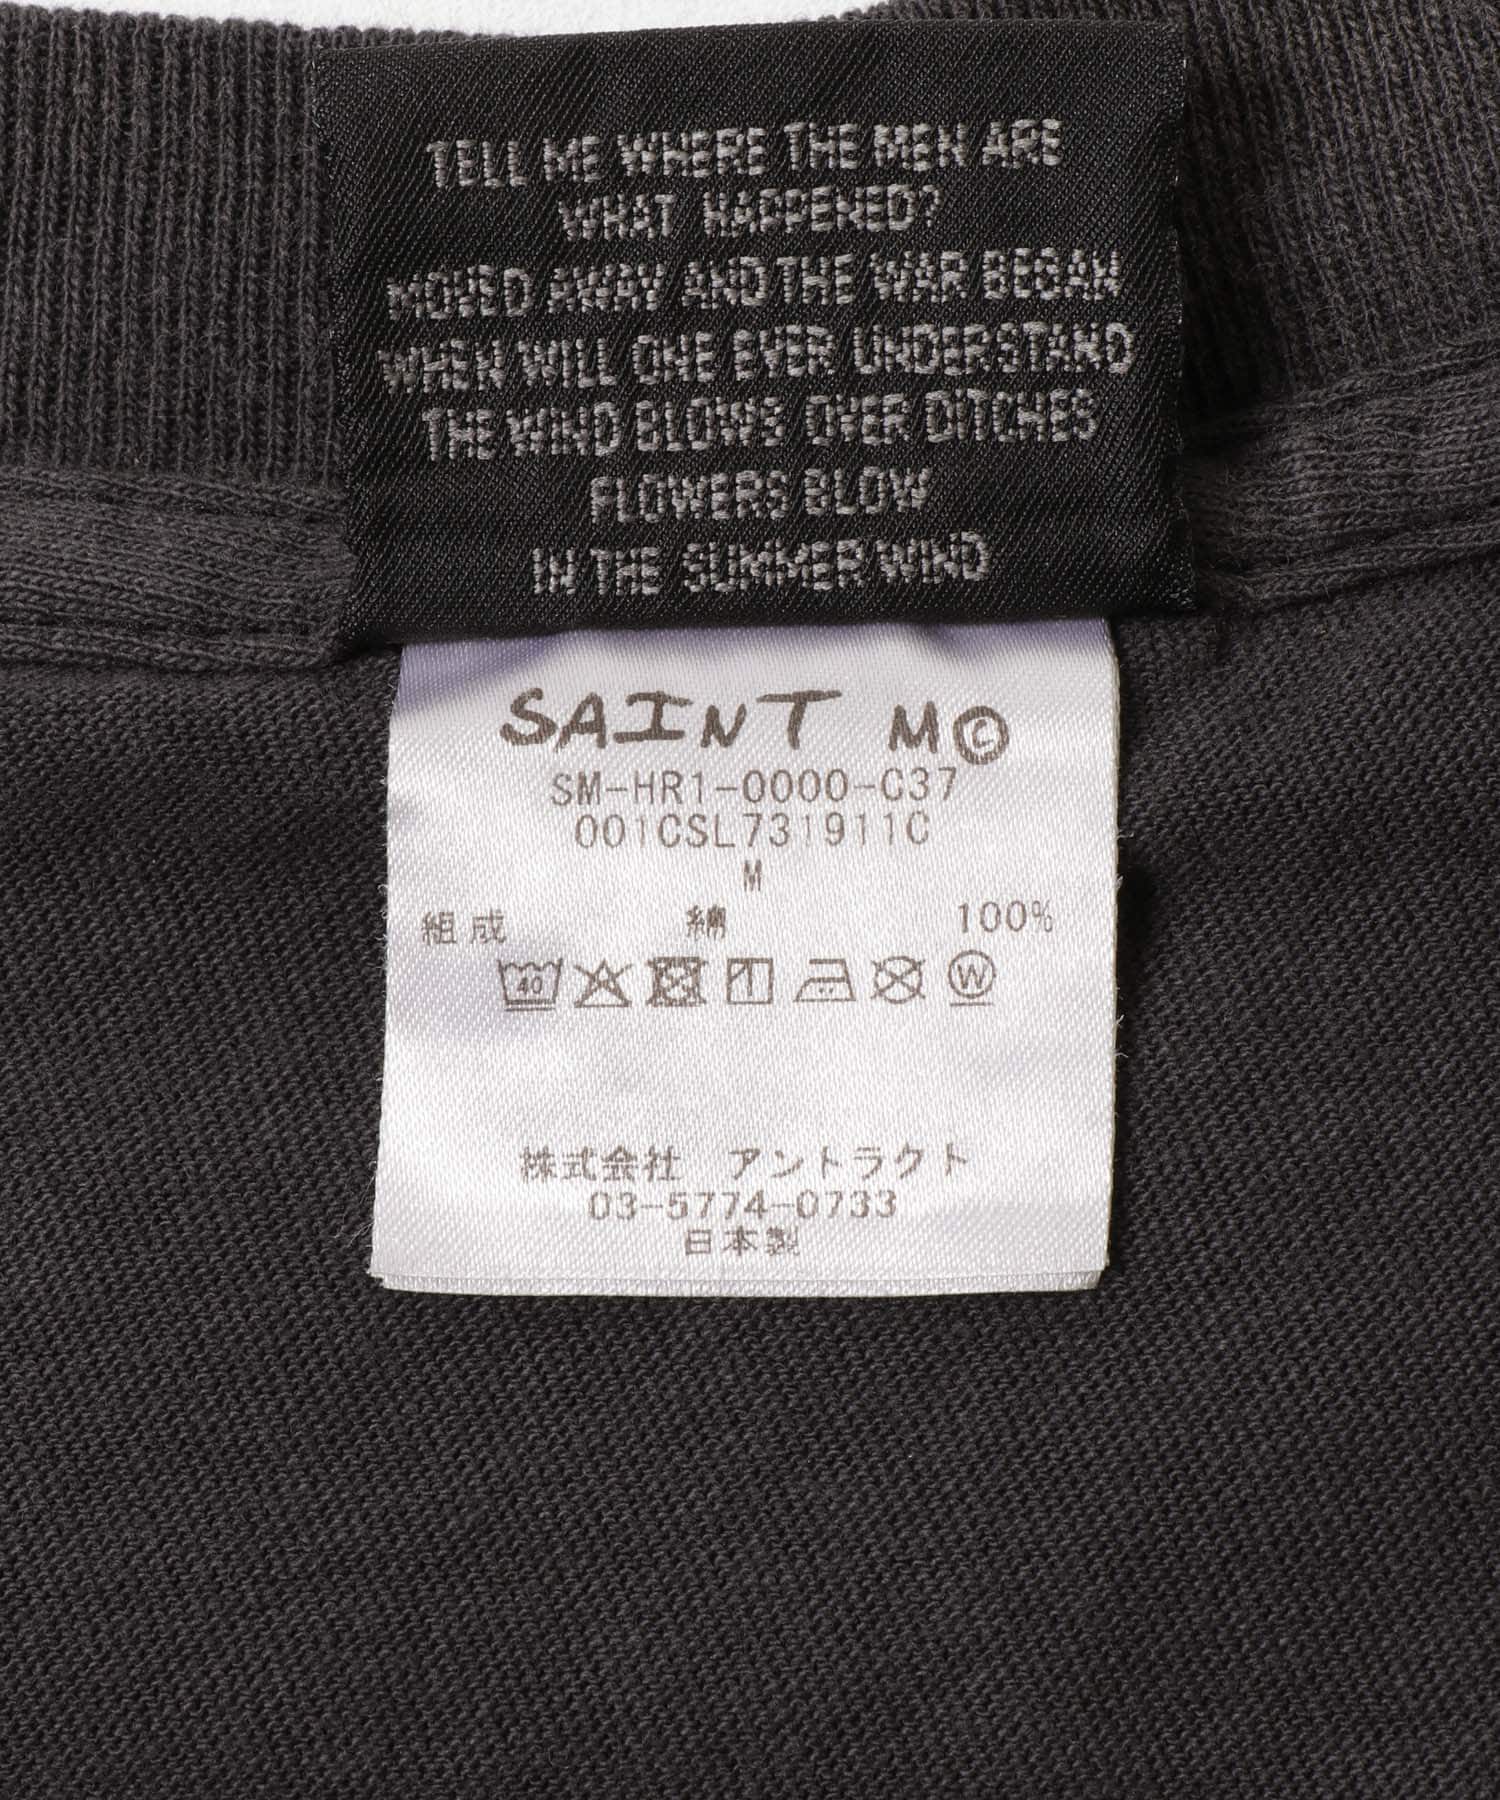 TELL ME WHERE THE MEN ARE
WHAT HAPPENED?
MOVED AWAY AND THE WAR BEGAN
WHEN WILL ONE EVER UNDERSTAND
THE WIND BLOWS OVER DITCHES
FLOWERS BLOW
IN THE SUMMER WIND
SAINT M©
SM-HR1-0000-C37
001CSL731911C
M
組成 綿 100%
40 W
株式会社 アントラクト
03-5774-0733
日本製